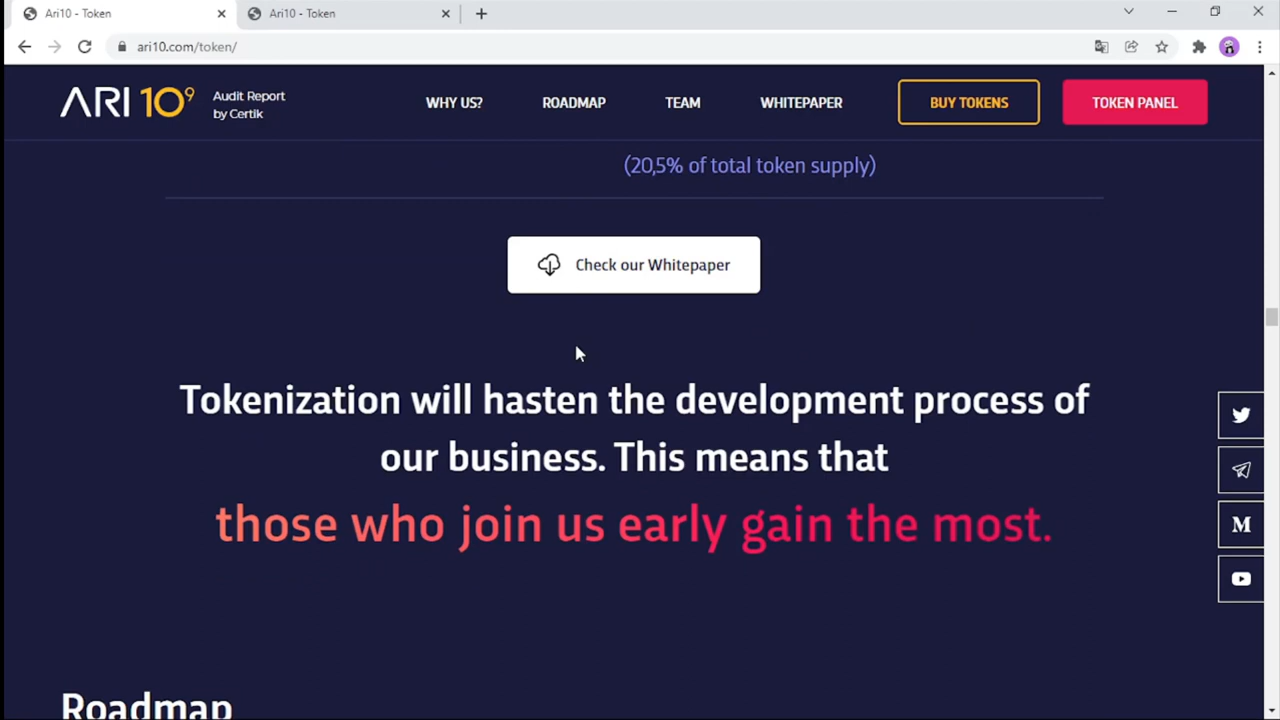 Ari10 - Token
Ari10 - Token
ari10.com/token/
ARI 10⁹
Audit Report
by Certik
WHY US?
ROADMAP
TEAM
WHITEPAPER
BUY TOKENS
TOKEN PANEL
(20,5% of total token supply)
Check our Whitepaper
Tokenization will hasten the development process of
our business. This means that
those who join us early gain the most.
M
Roadmap